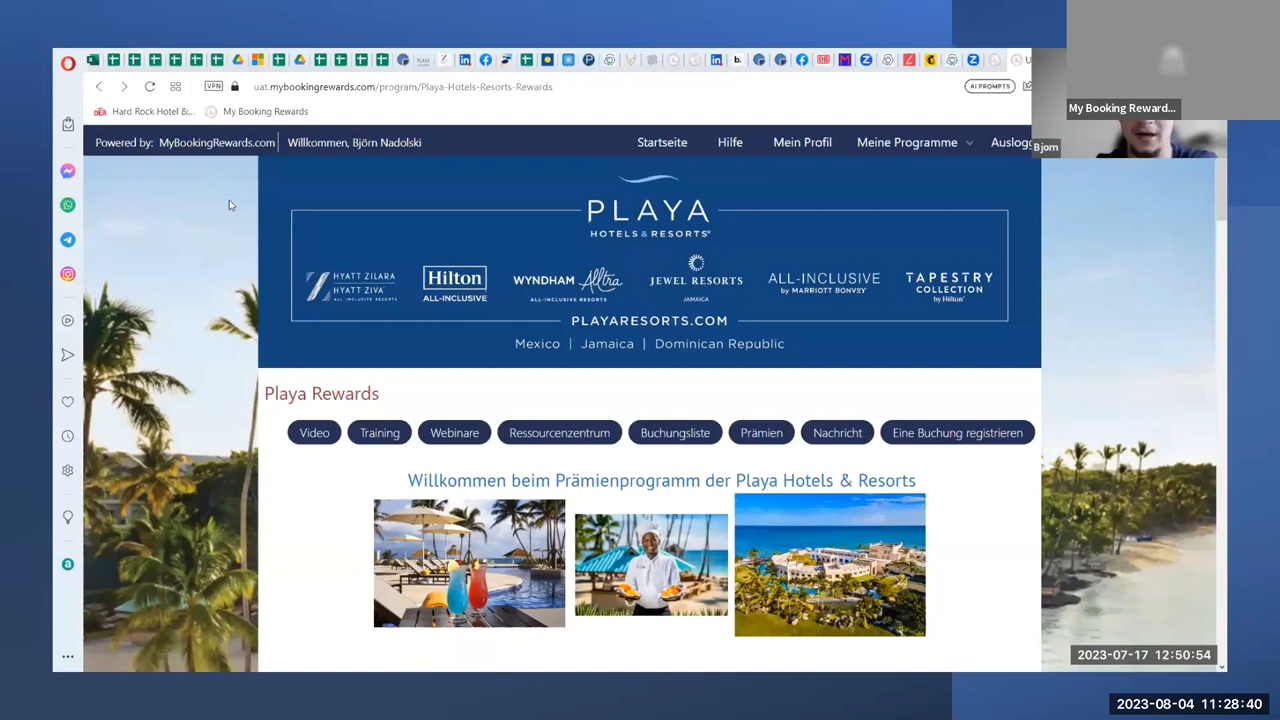 VPN
uat.mybookingrewards.com/program/Playa-Hotels-Resorts-Rewards
AI PROMPTS
My Booking Reward...
DER
Hard Rock Hotel &...
My Booking Rewards
Powered by: MyBookingRewards.com
Willkommen, Björn Nadolski
Startseite
Hilfe
Mein Profil
Meine Programme
Auslogg
Bjorn
PLAYA
HOTELS & RESORTS®
HYATT ZILARA
HYATT ZIVA
ALL INCLUSIVE RESORTS
Hilton
ALL-INCLUSIVE
WYNDHAM Alltra
ALL-INCLUSIVE RESORTS
JEWEL RESORTS
JAMAICA
ALL-INCLUSIVE
by MARRIOTT BONVOY
TAPESTRY
COLLECTION
by Hilton
PLAYARESORTS.COM
Mexico | Jamaica | Dominican Republic
Playa Rewards
Video
Training
Webinare
Ressourcenzentrum
Buchungsliste
Prämien
Nachricht
Eine Buchung registrieren
Willkommen beim Prämienprogramm der Playa Hotels & Resorts
2023-07-17 12:50:54
2023-08-04 11:28:40